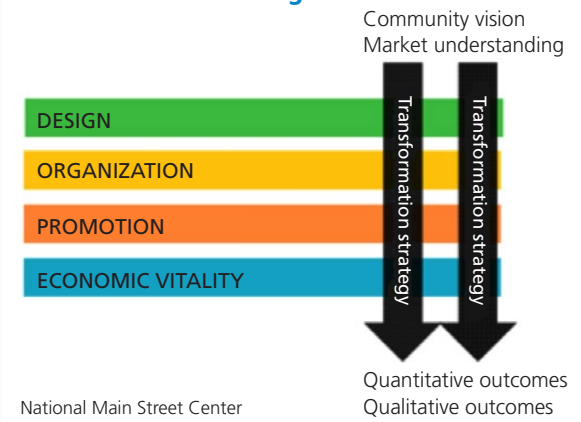 Community vision
Market understanding
DESIGN
ORGANIZATION
PROMOTION
ECONOMIC VITALITY
Transformation strategy
Transformation strategy
Quantitative outcomes
Qualitative outcomes
National Main Street Center